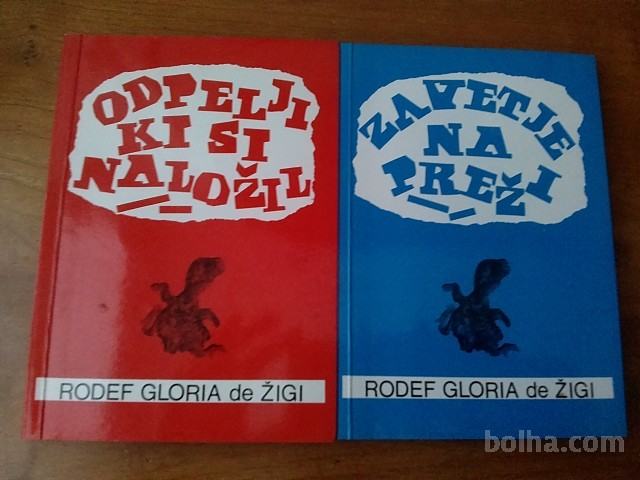 ODPELJI
KI SI
NALOŽIL
RODEF GLORIA de ŽIGI
ZAVETJE
NA
PREŽI
RODEF GLORIA de ŽIGI
bolha.com